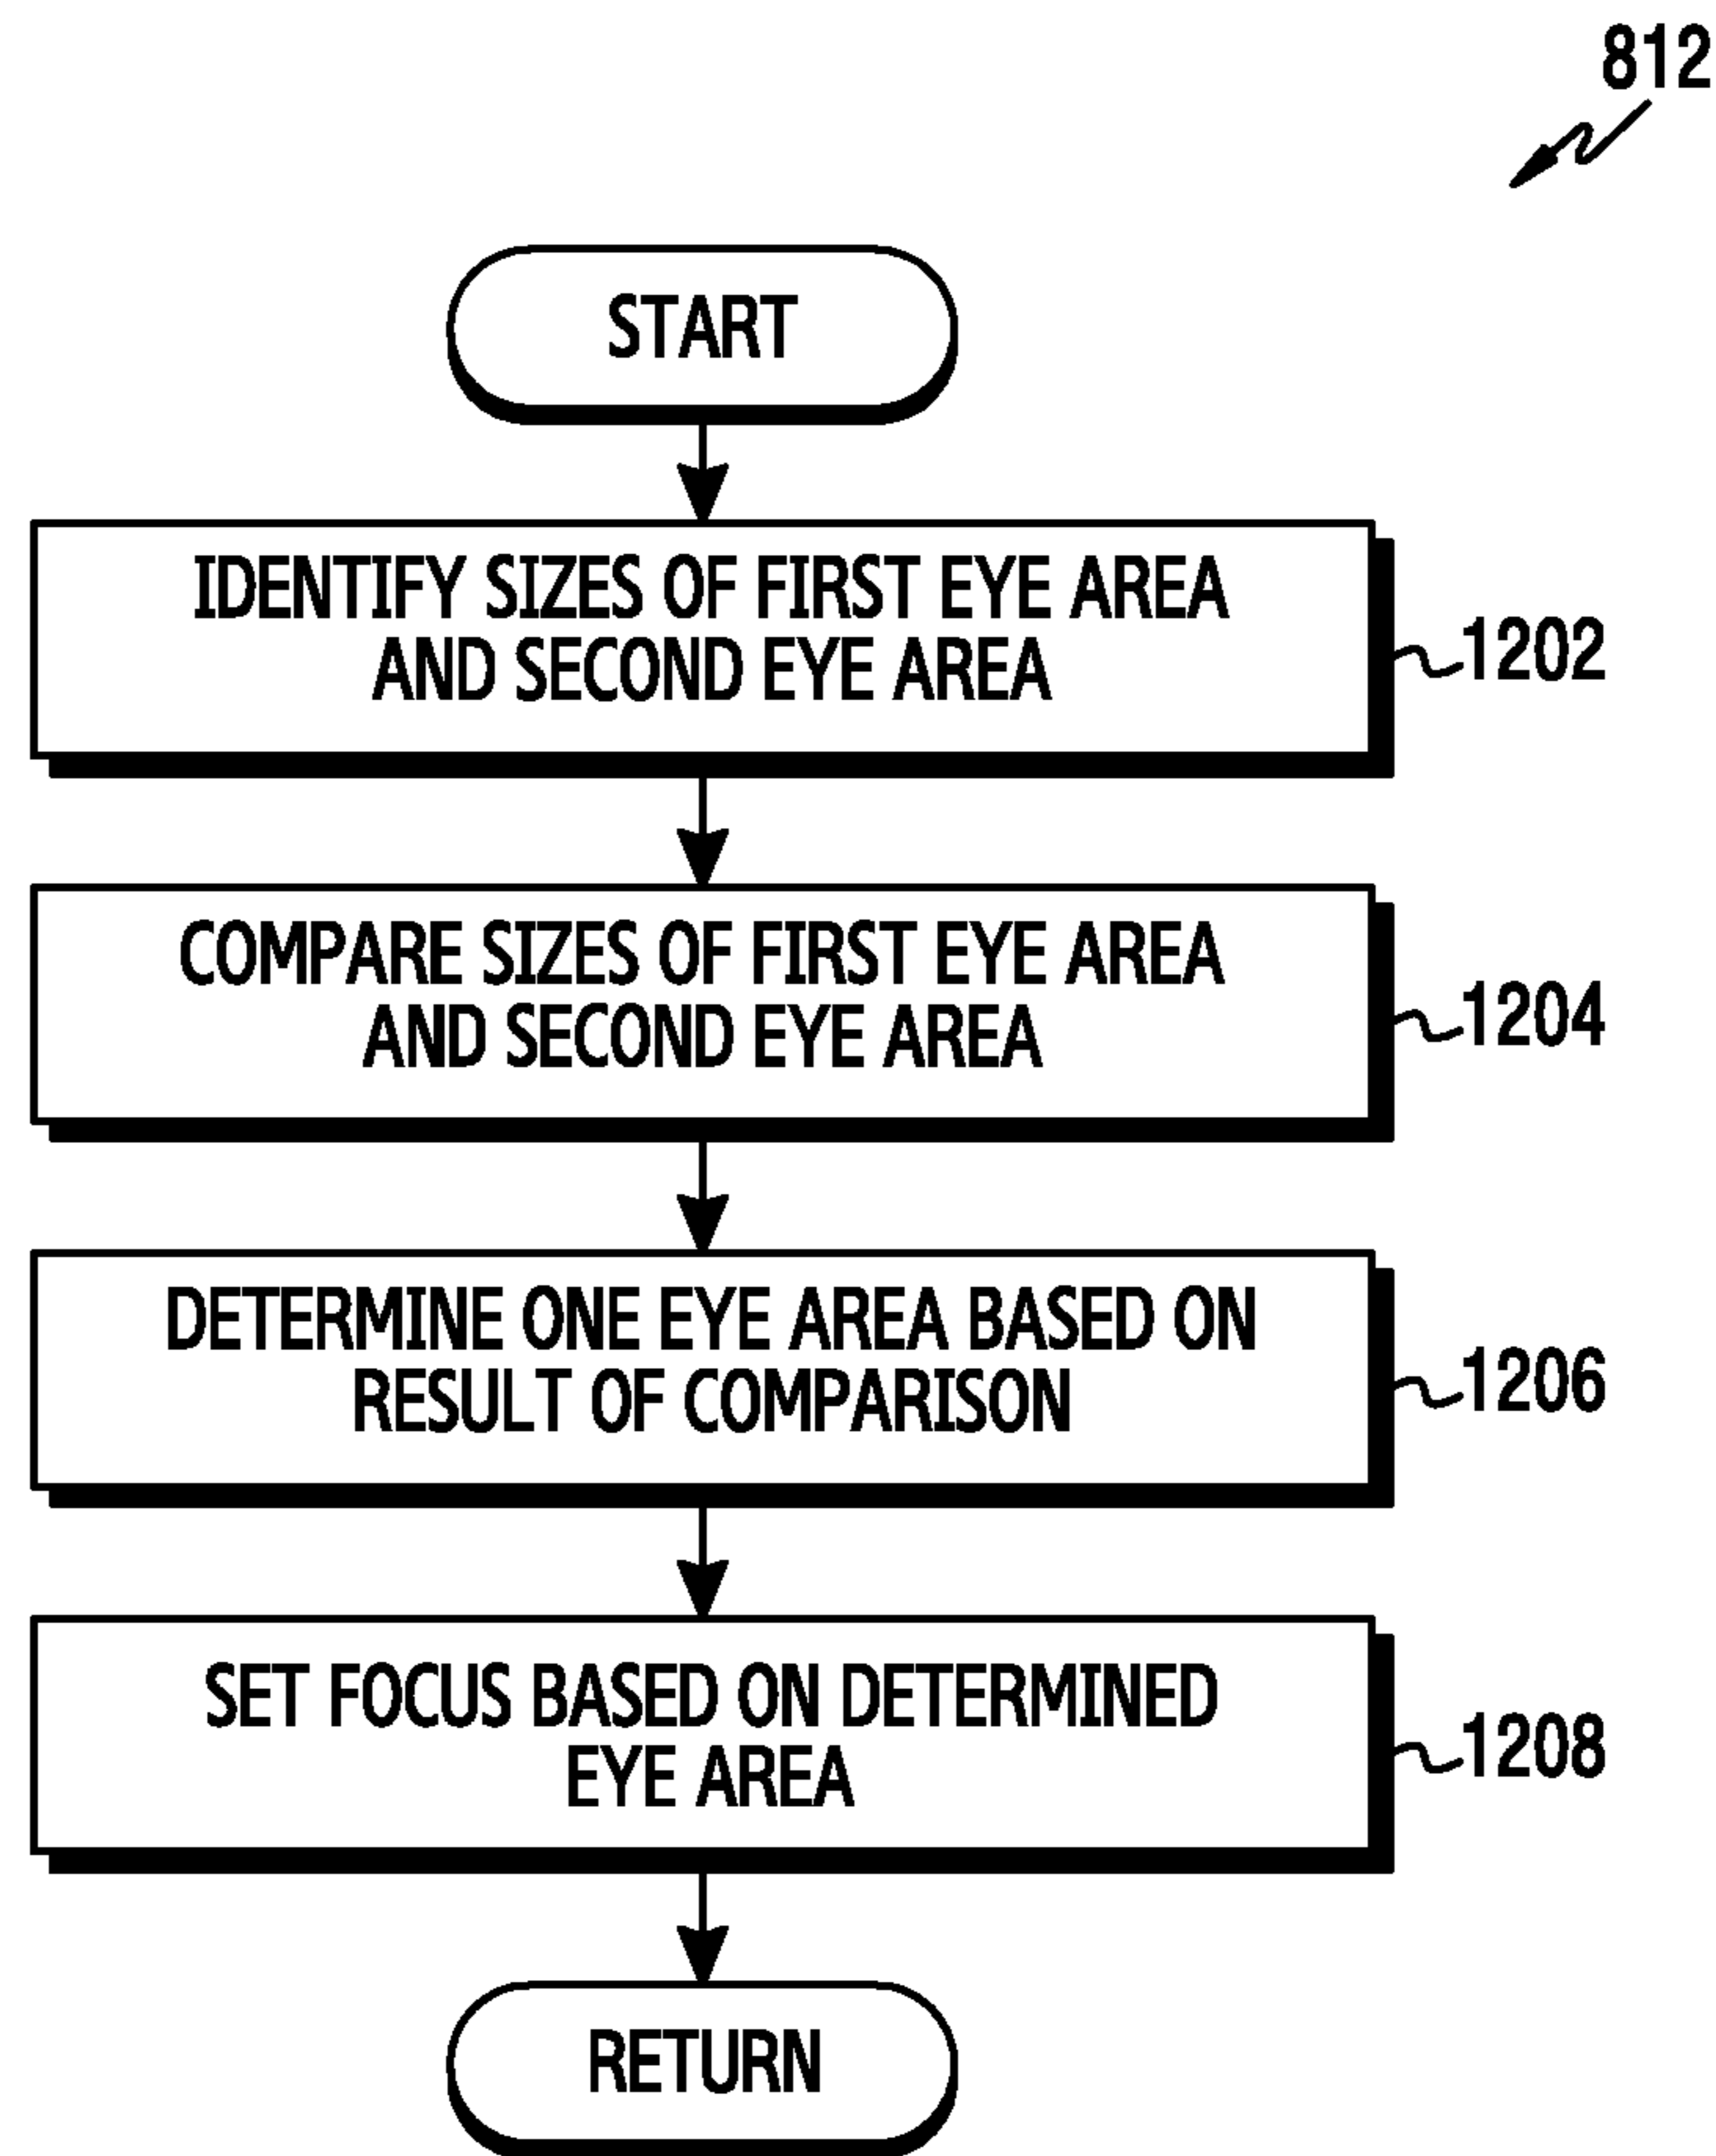 812
START
IDENTIFY SIZES OF FIRST EYE AREA
AND SECOND EYE AREA
1202
COMPARE SIZES OF FIRST EYE AREA
AND SECOND EYE AREA
1204
DETERMINE ONE EYE AREA BASED ON
RESULT OF COMPARISON
1206
SET FOCUS BASED ON DETERMINED
EYE AREA
1208
RETURN